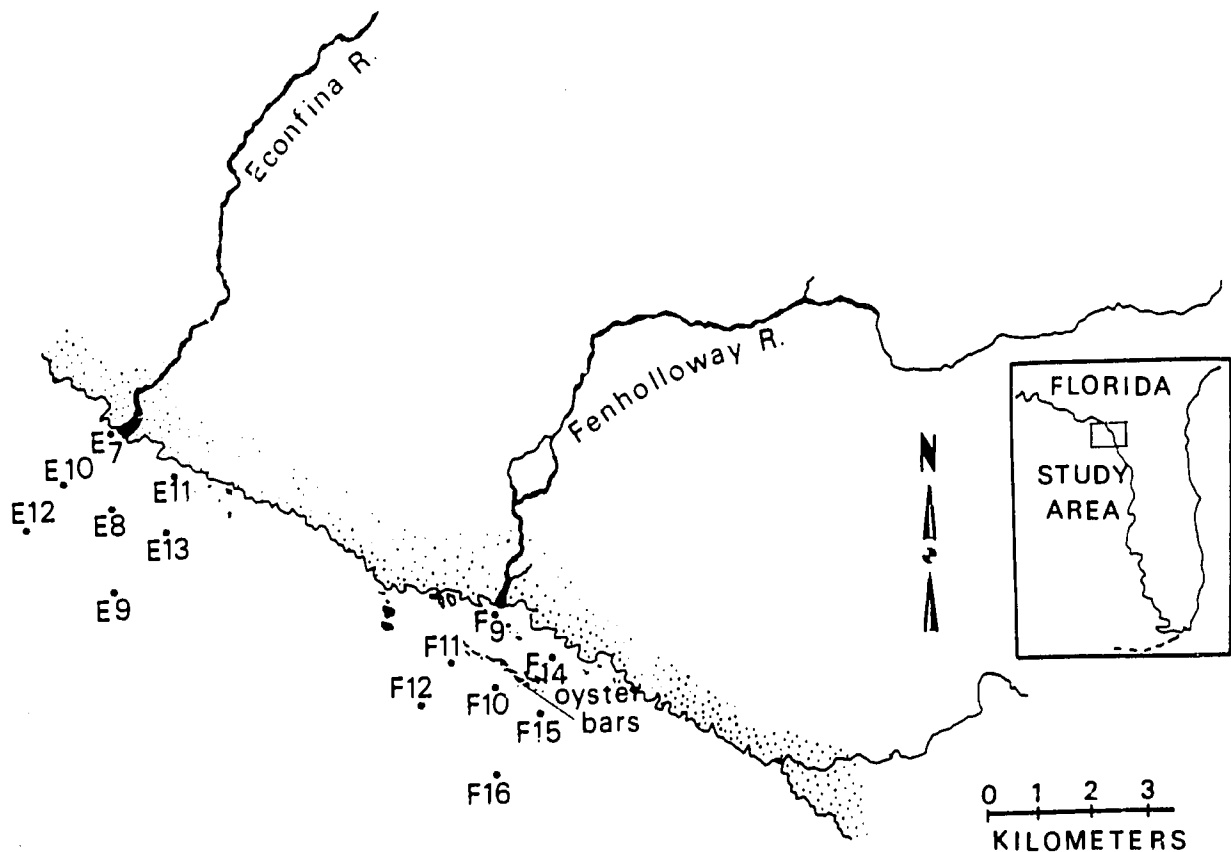 Econfina R.
Fenholloway R.
FLORIDA
STUDY
AREA
N
E7
E10
E11
E12
E8
E13
E9
F9
F11
F14
F12
F10
oyster
bars
F15
F16
0 1 2 3
KILOMETERS